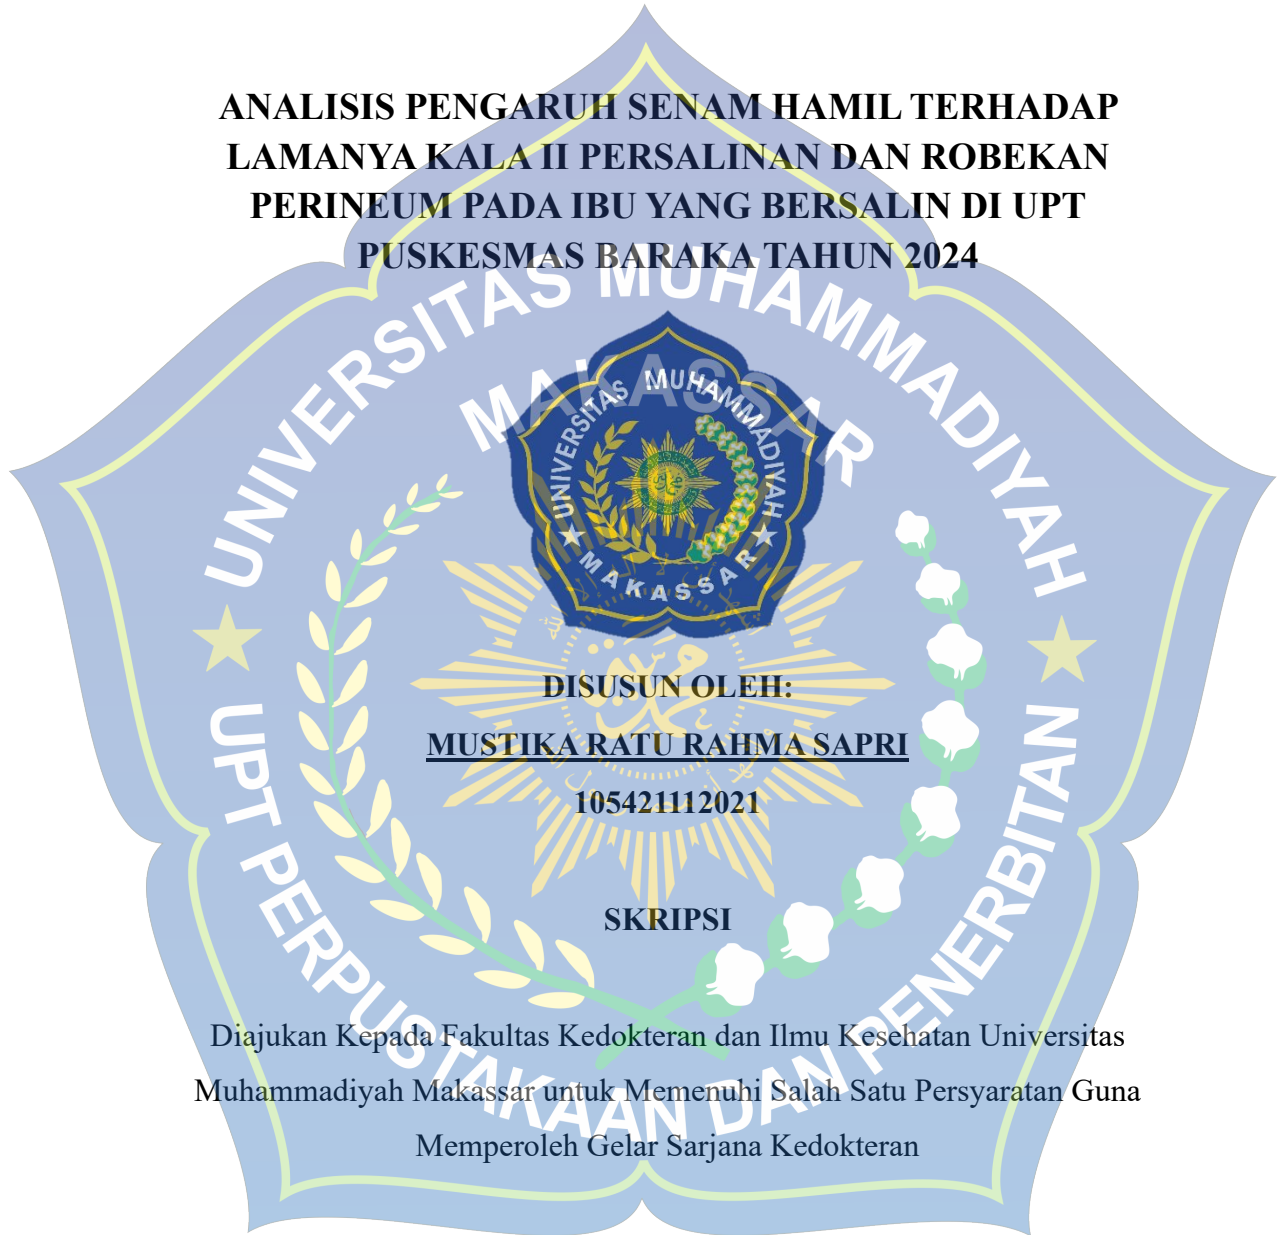 ANALISIS PENGARUH SENAM HAMIL TERHADAP
LAMANYA KALA II PERSALINAN DAN ROBEKAN
PERINEUM PADA IBU YANG BERSALIN DI UPT
PUSKESMAS BARAKA TAHUN 2024
UNIVERSITAS MUHAMMADIYAH
MAKASSAR
UPT PERPUSTAKAAN DAN PENERBITAN
UNIVERSITAS MUHAMMADIYAH
MAKASSAR
DISUSUN OLEH:
MUSTIKA RATU RAHMA SAPRI
105421112021
SKRIPSI
Diajukan Kepada Fakultas Kedokteran dan Ilmu Kesehatan Universitas
Muhammadiyah Makassar untuk Memenuhi Salah Satu Persyaratan Guna
Memperoleh Gelar Sarjana Kedokteran